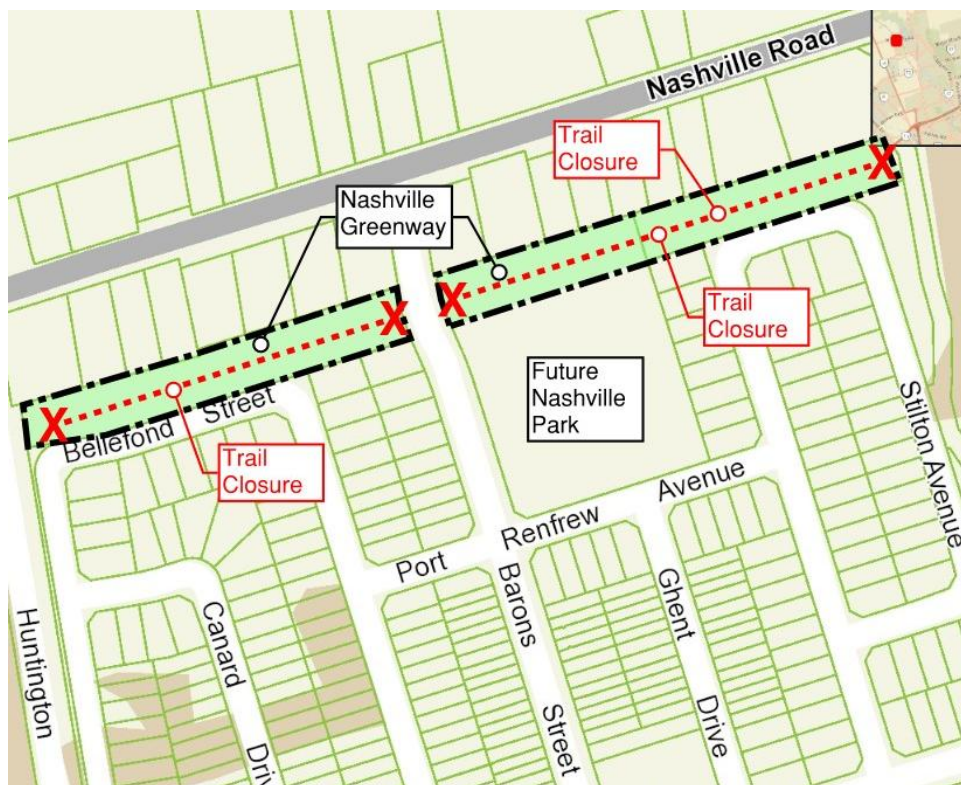 Nashville Road
Trail
Closure
Nashville
Greenway
Trail
Closure
Future
Nashville
Park
Bellefond Street
Trail
Closure
Stilton Avenue
Port Renfrew Avenue
Huntington
Canard
Barons
Street
Ghent
Drive
X
X
X
X